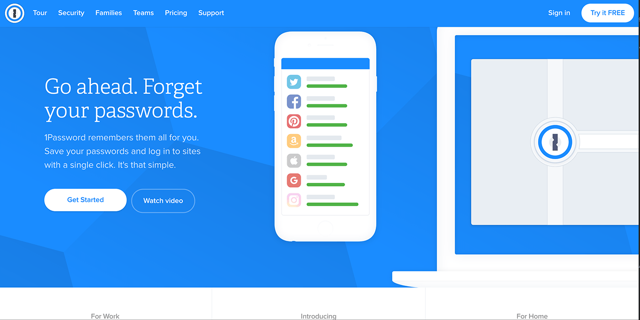 Tour Security Families Teams Pricing Support Sign in Try it FREE
Go ahead. Forget
your passwords.
1Password remembers them all for you.
Save your passwords and log in to sites
with a single click. It's that simple.
Get Started Watch video
For Work Introducing For Home